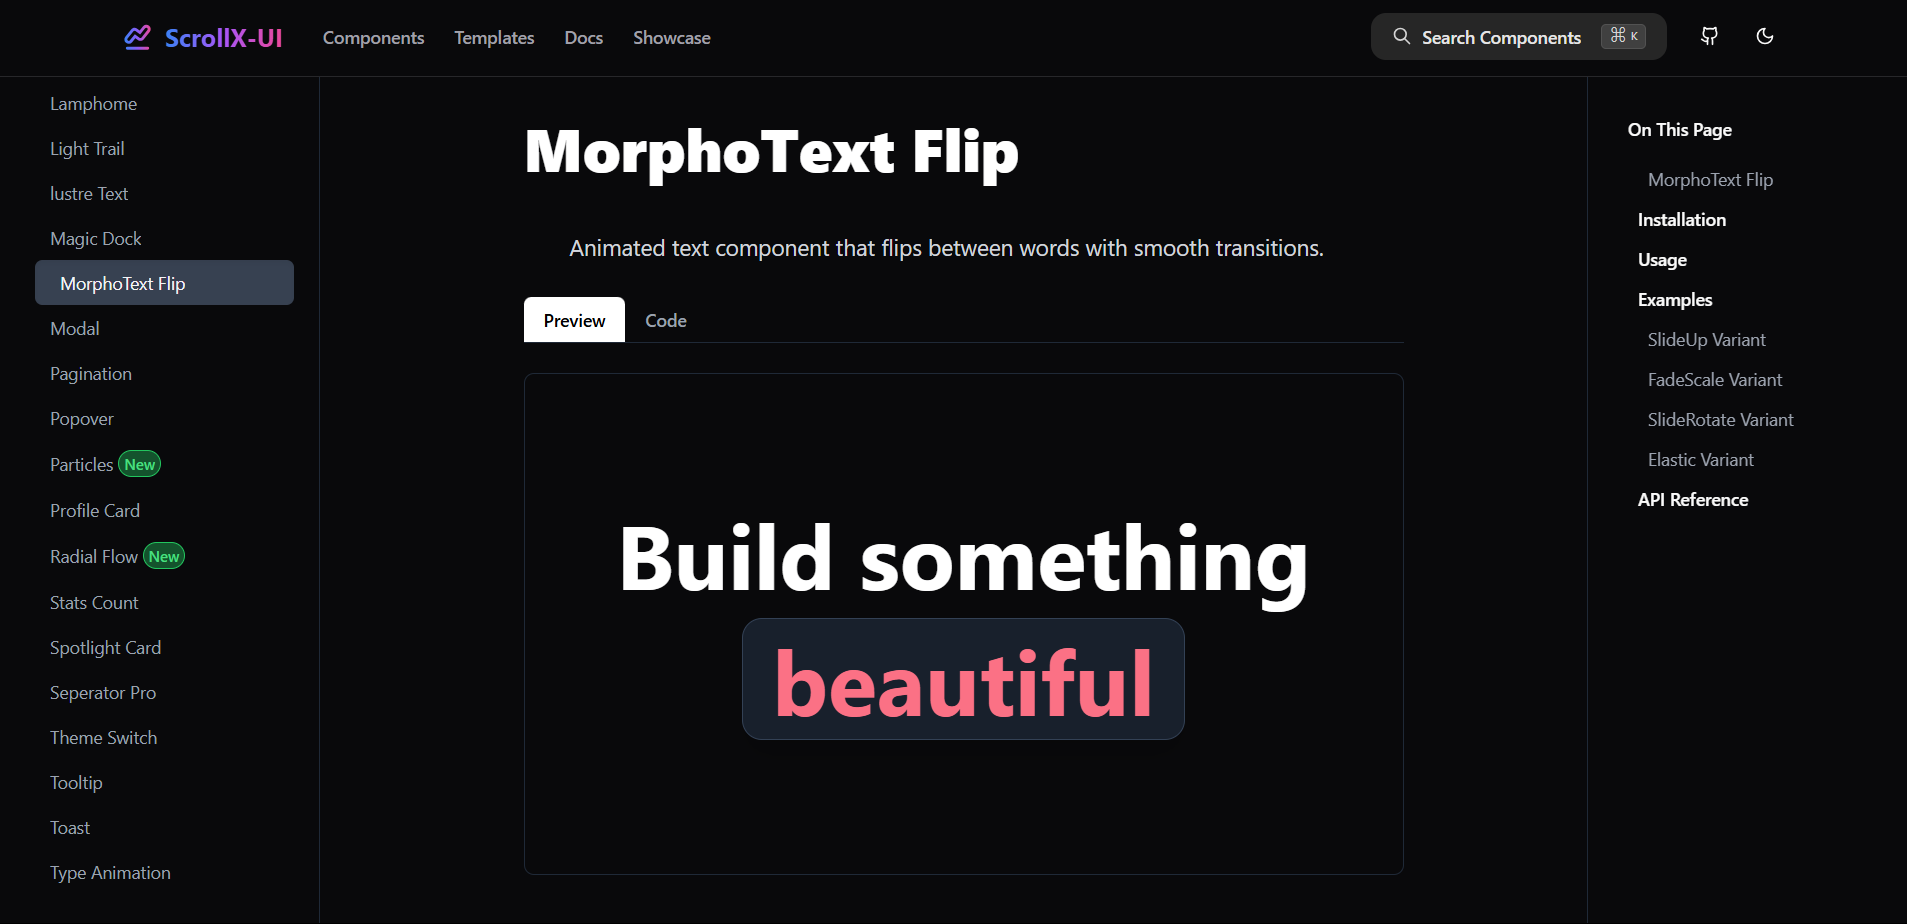 ScrollX-UI Components Templates Docs Showcase Search Components ⌘ K
Lamphome
Light Trail
lustre Text
Magic Dock
MorphoText Flip
Modal
Pagination
Popover
Particles New
Profile Card
Radial Flow New
Stats Count
Spotlight Card
Seperator Pro
Theme Switch
Tooltip
Toast
Type Animation
MorphoText Flip
Animated text component that flips between words with smooth transitions.
Preview Code
Build something
beautiful
On This Page
MorphoText Flip
Installation
Usage
Examples
SlideUp Variant
FadeScale Variant
SlideRotate Variant
Elastic Variant
API Reference